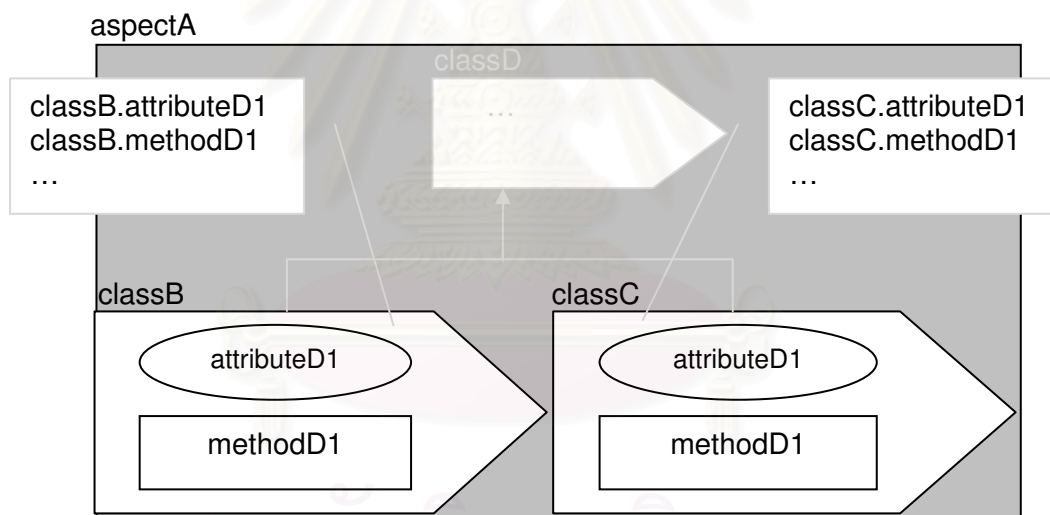 aspectA
classD
classB.attributeD1
classB.methodD1
…
...
classC.attributeD1
classC.methodD1
…
classB
classC
attributeD1
attributeD1
methodD1
methodD1